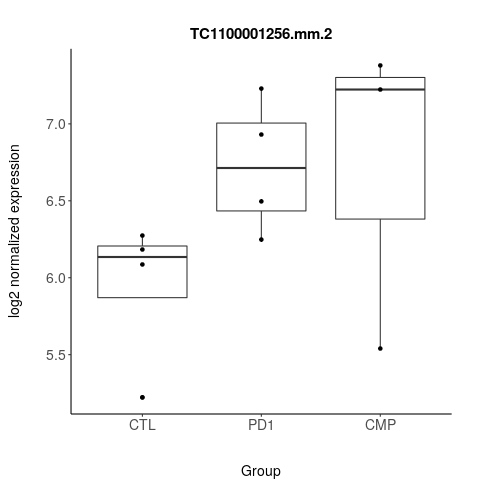 TC1100001256.mm.2
log2 normalized expression
7.0
6.5
6.0
5.5
CTL
PD1
CMP
Group